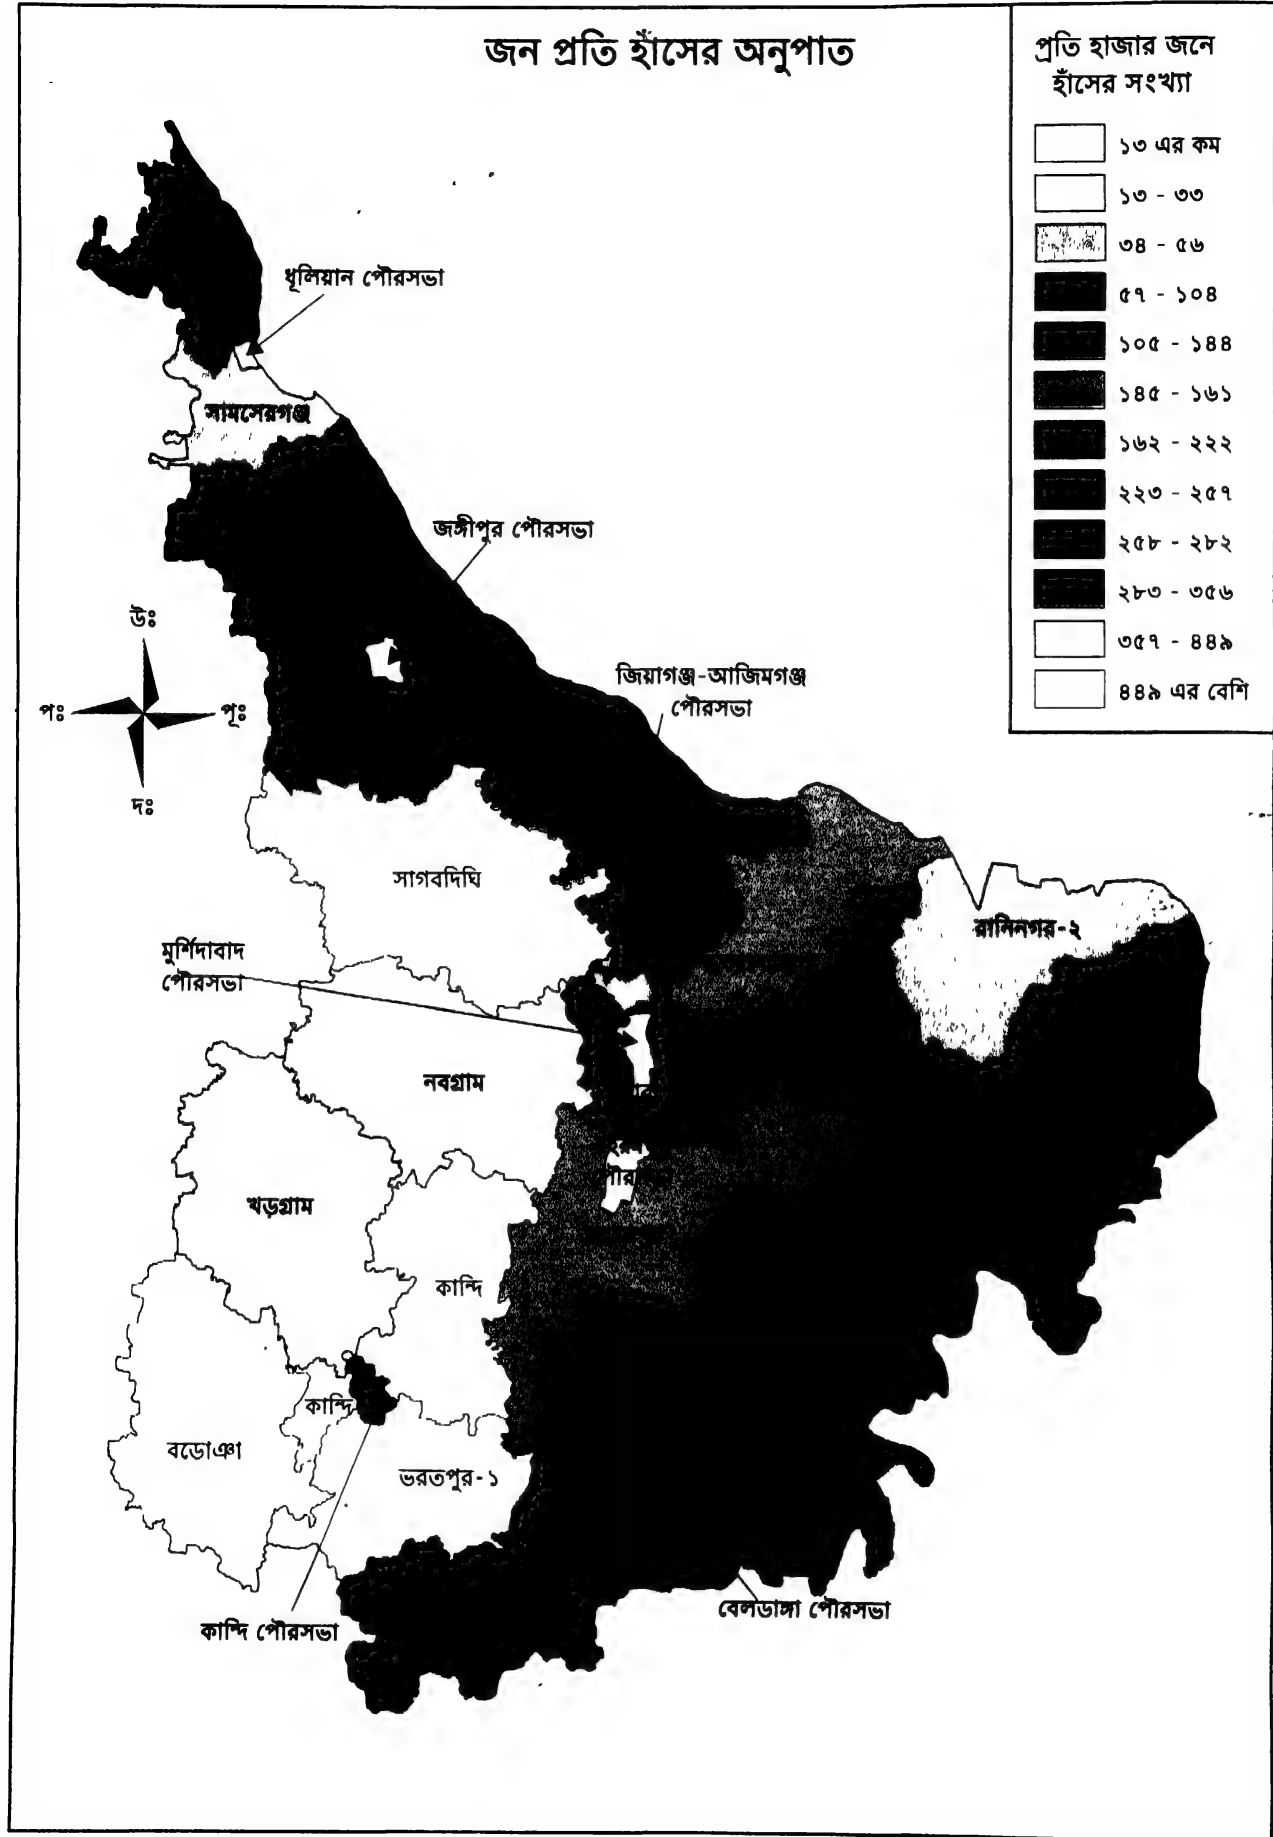 জন প্রতি হাঁসের অনুপাত
প্রতি হাজার জনে
হাঁসের সংখ্যা
১৩ এর কম
১৩ - ৩৩
৩৪ - ৫৬
৫৭ - ১০৪
১০৫ - ১৪৪
১৪৫ - ১৬১
১৬২ - ২২২
২২৩ - ২৫৭
২৫৮ - ২৮২
২৮৩ - ৩৫৬
৩৫৭ - ৪৪৯
৪৪৯ এর বেশি
ধূলিয়ান পৌরসভা
সামসেরগঞ্জ
জঙ্গীপুর পৌরসভা
উঃ
পঃ
পূঃ
দঃ
জিয়াগঞ্জ-আজিমগঞ্জ
পৌরসভা
সাগবদিঘি
রানিনগর-২
মুর্শিদাবাদ
পৌরসভা
নবগ্রাম
খড়গ্রাম
কান্দি
কান্দি
বডোঞা
ভরতপুর-১
কান্দি পৌরসভা
বেলডাঙ্গা পৌরসভা